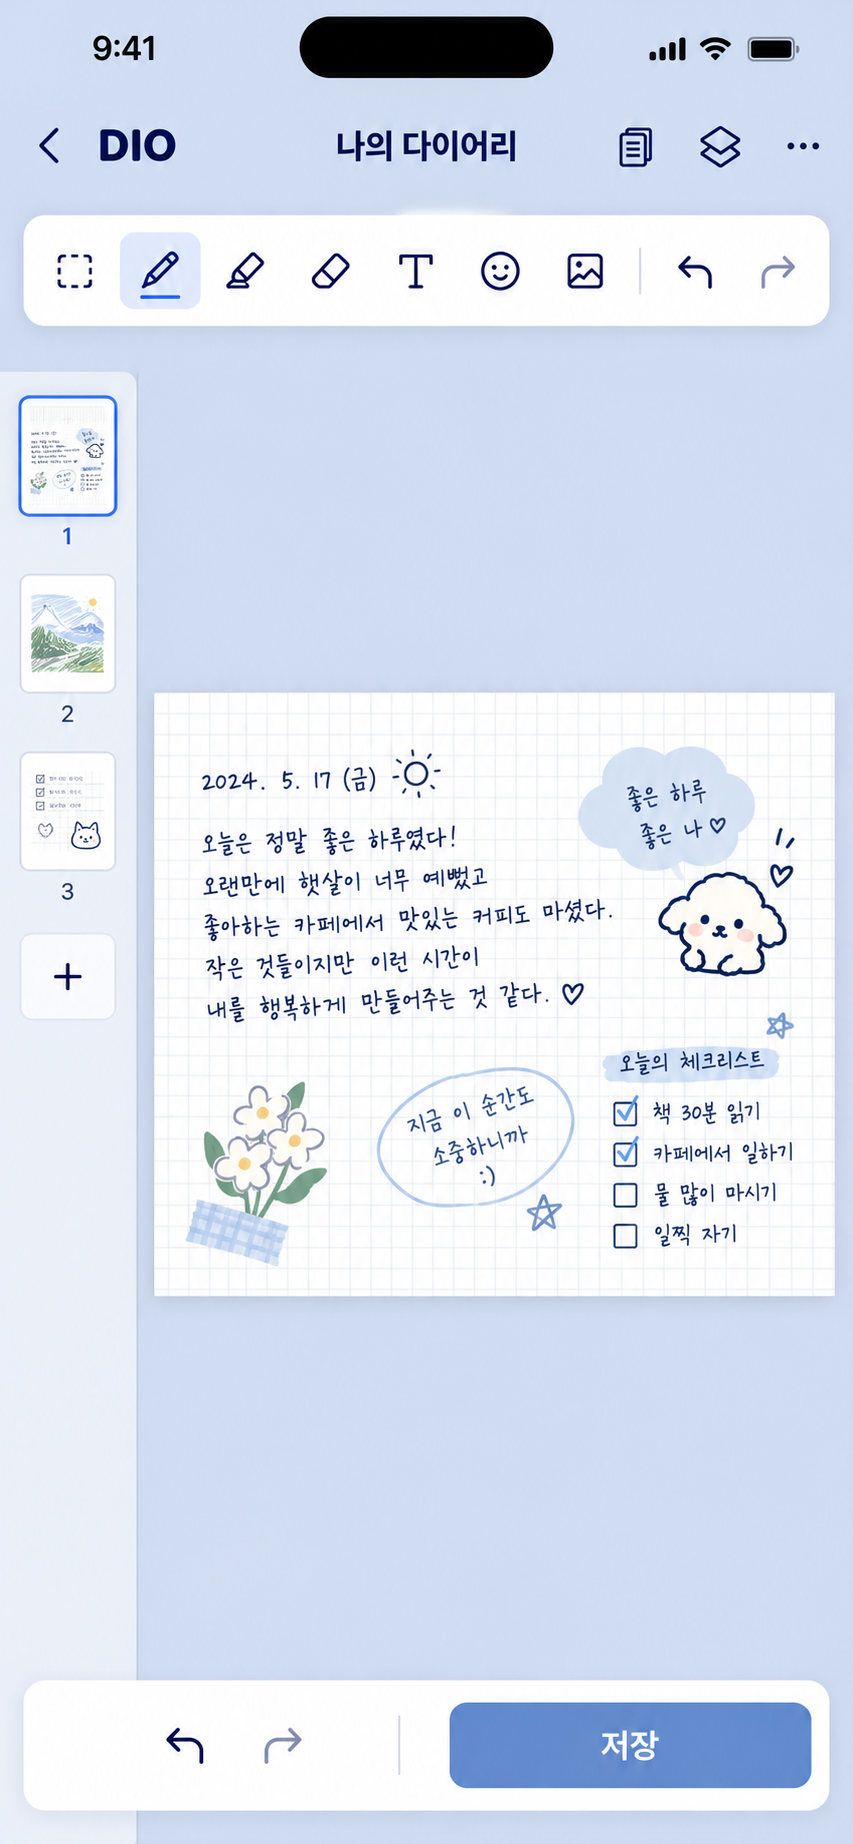 9:41
DIO
나의 다이어리
1
2
3
2024. 5. 17 (금)
오늘은 정말 좋은 하루였다!
오랜만에 햇살이 너무 예뻤고
좋아하는 카페에서 맛있는 커피도 마셨다.
작은 것들이지만 이런 시간이
내를 행복하게 만들어주는 것 같다. ♡
좋은 하루
좋은 나 ♡
지금 이 순간도
소중하니까
:)
오늘의 체크리스트
책 30분 읽기
카페에서 일하기
물 많이 마시기
일찍 자기
저장